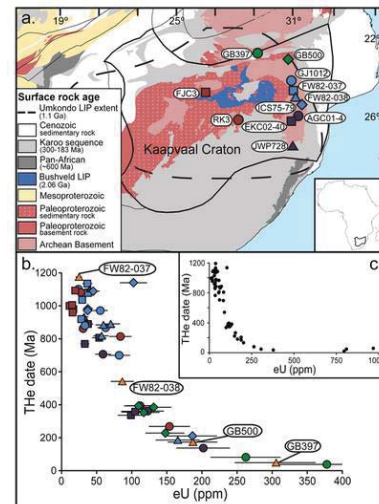 a.
19°
25°
31°
22°
26°
GB397
GB500
GJ1012
FW82-037
FW82-038
FJC3
ICS75-79
RK3
AGC01-4
EKC02-40
JWP728
Kaapvaal Craton
Surface rock age
Umkondo LIP extent
(1.1 Ga)
Cenozoic
sedimentary rock
Karoo sequence
(300-183 Ma)
Pan-African
(~600 Ma)
Bushveld LIP
(2.06 Ga)
Mesoproterozoic
Paleoproterozoic
sedimentary rock
Paleoproterozoic
basement rock
Archean Basement
b
FW82-037
FW82-038
GB500
GB397
THe date (Ma)
1200
1000
800
600
400
200
0
0 50 100 150 200 250 300 350 400
eU (ppm)
c
THe date (Ma)
1200
1000
800
600
400
200
0
0 200 400 600 800
eU (ppm)